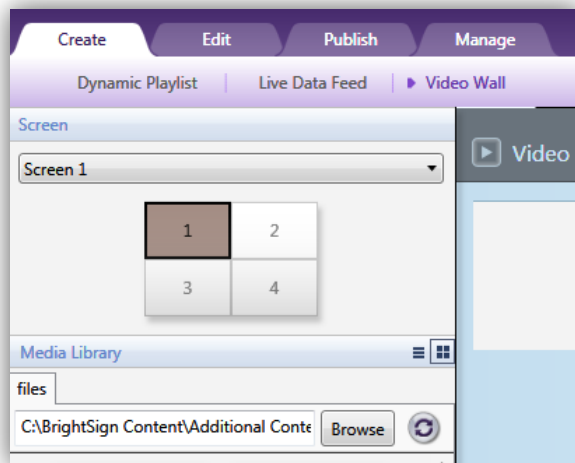 Create Edit Publish Manage
Dynamic Playlist Live Data Feed Video Wall
Screen
Screen 1
Video
1 2
3 4
Media Library
files
C:\BrightSign Content\Additional Conte Browse